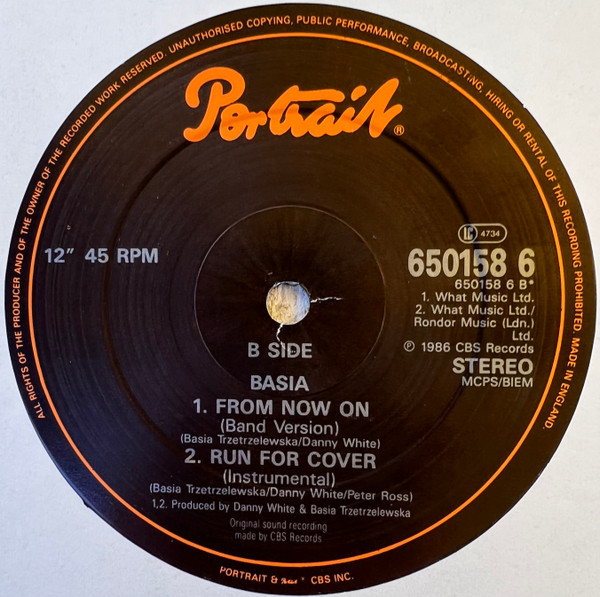 ALL RIGHTS OF THE PRODUCER AND OF THE OWNER OF THE RECORDED WORK RESERVED. UNAUTHORISED COPYING, PUBLIC PERFORMANCE, BROADCASTING, HIRING OR RENTAL OF THIS RECORDING PROHIBITED. MADE IN ENGLAND.
Portrait®
12" 45 RPM
LC 4734
650158 6
650158 6 B*
1. What Music Ltd.
2. What Music Ltd./
Rondor Music (Ldn.)
Ltd.
℗ 1986 CBS Records
STEREO
MCPS/BIEM
B SIDE
BASIA
1. FROM NOW ON
(Band Version)
(Basia Trzetrzelewska/Danny White)
2. RUN FOR COVER
(Instrumental)
(Basia Trzetrzelewska/Danny White/Peter Ross)
1,2. Produced by Danny White & Basia Trzetrzelewska
Original sound recording
made by CBS Records
PORTRAIT & Portrait ® CBS INC.